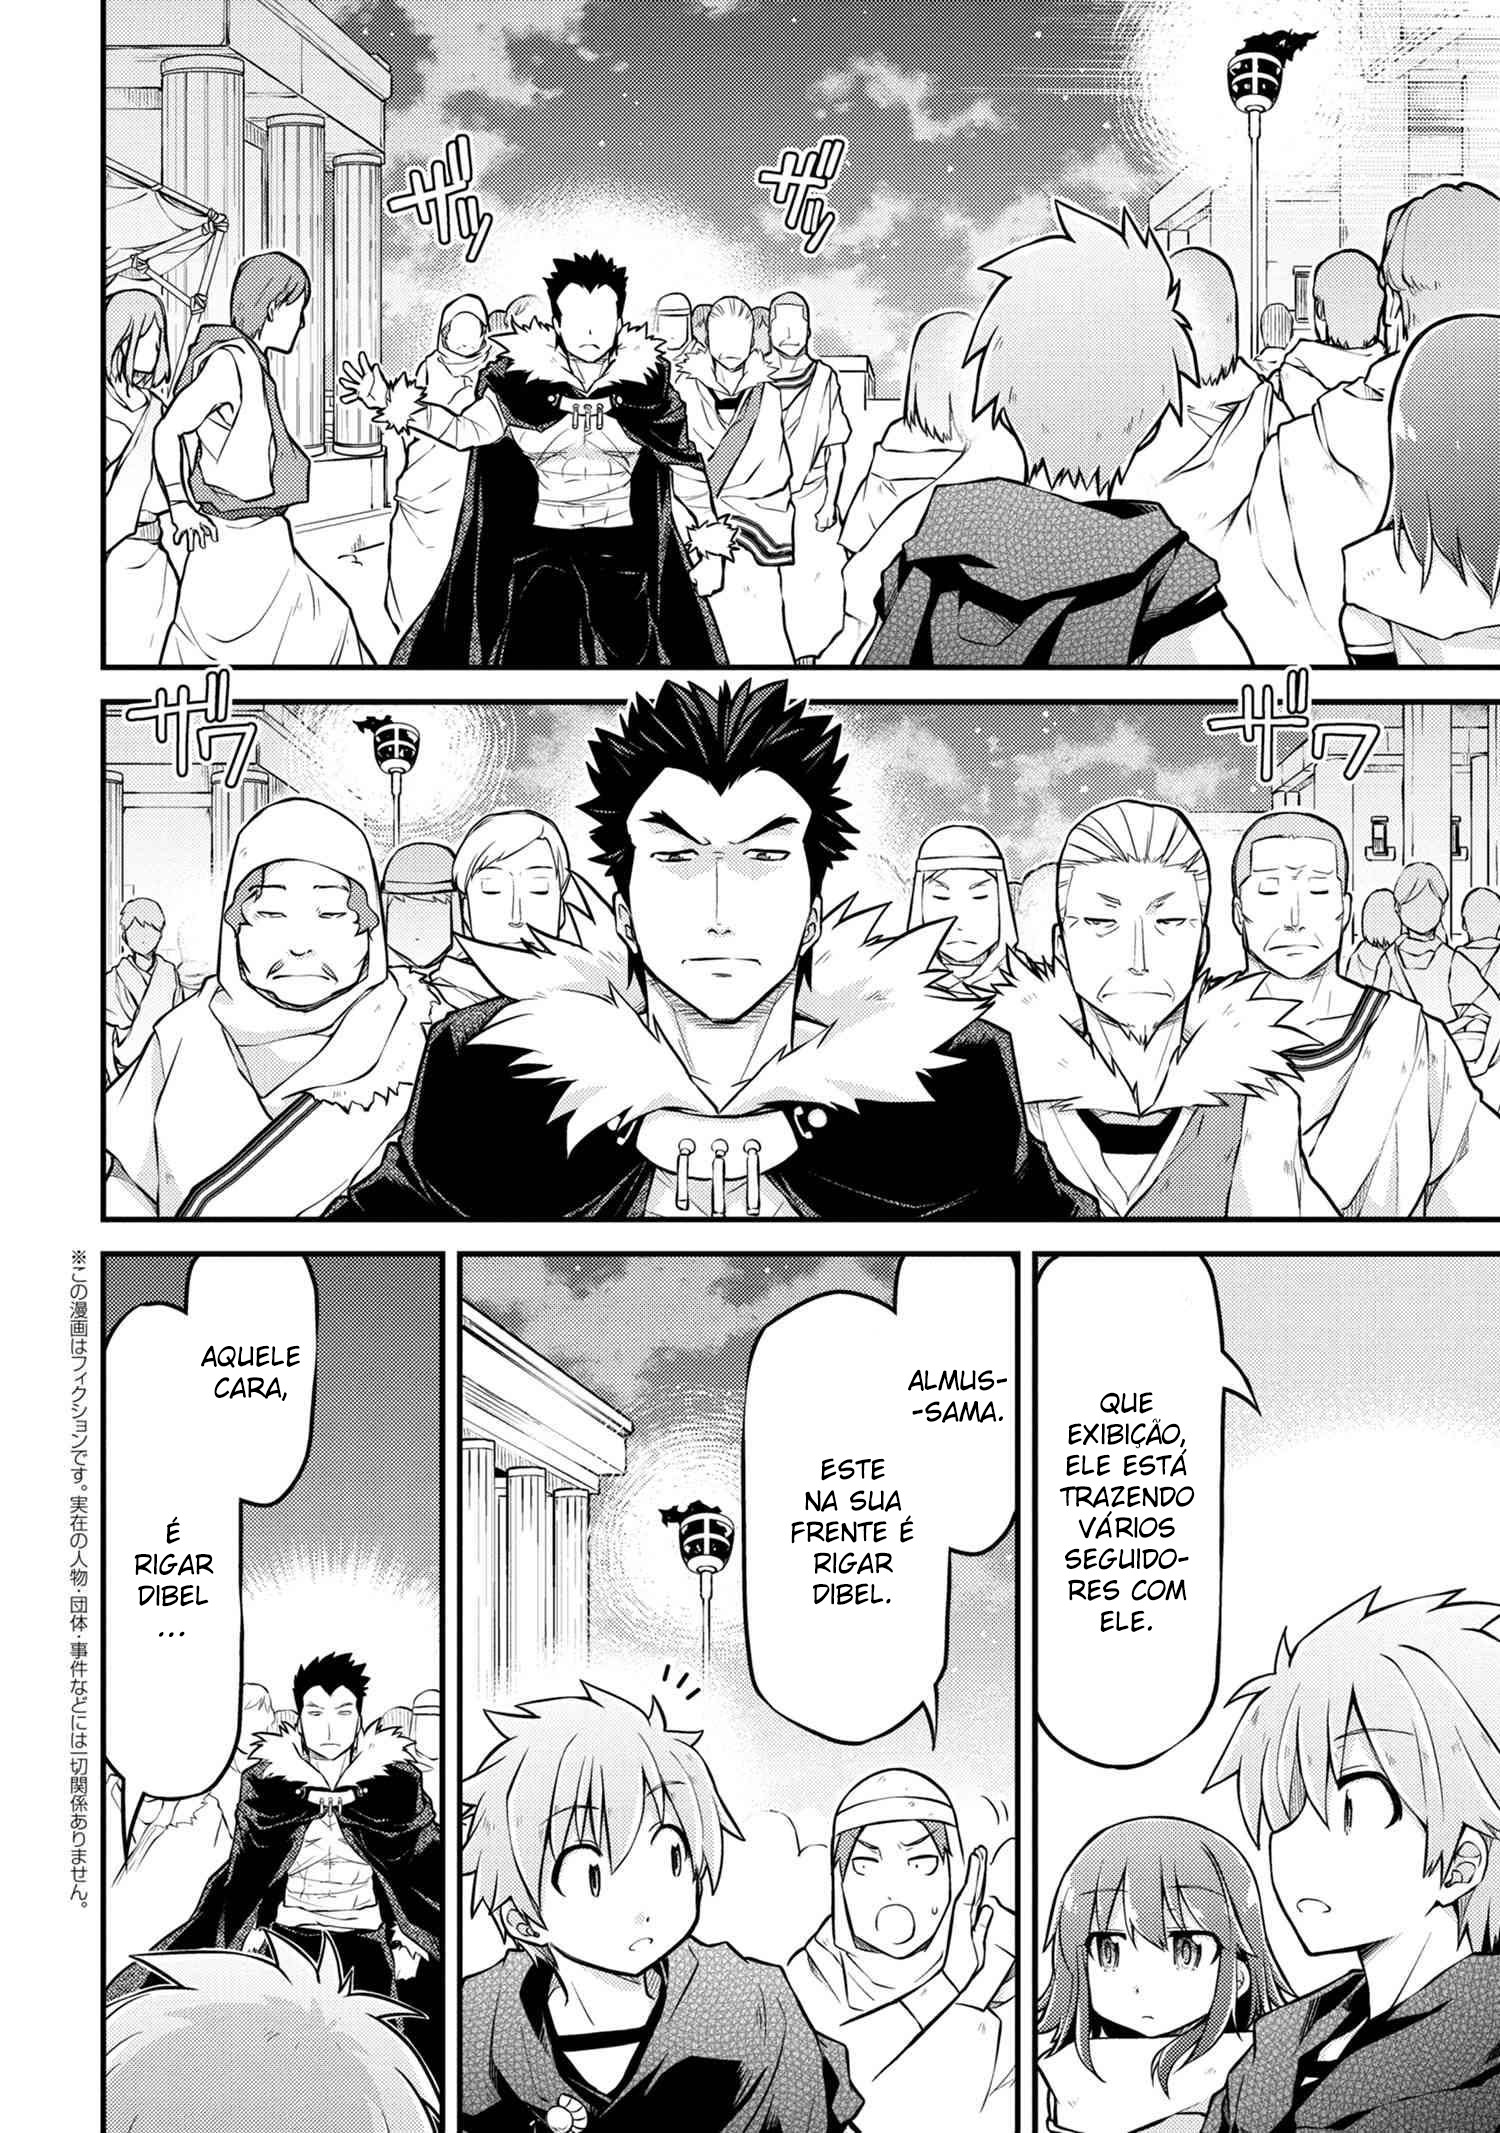 ザワッ
ザワッ
ザワ
ザワ
QUE
EXIBIÇÃO,
ELE ESTÁ
TRAZENDO
VÁRIOS
SEGUIDO-
RES COM
ELE.
ALMUS-
-SAMA.
ESTE
NA SUA
FRENTE É
RIGAR
DIBEL.
AQUELE
CARA,
É
RIGAR
DIBEL
...
※この漫画はフィクションです。実在の人物・団体・事件などには一切関係ありません。